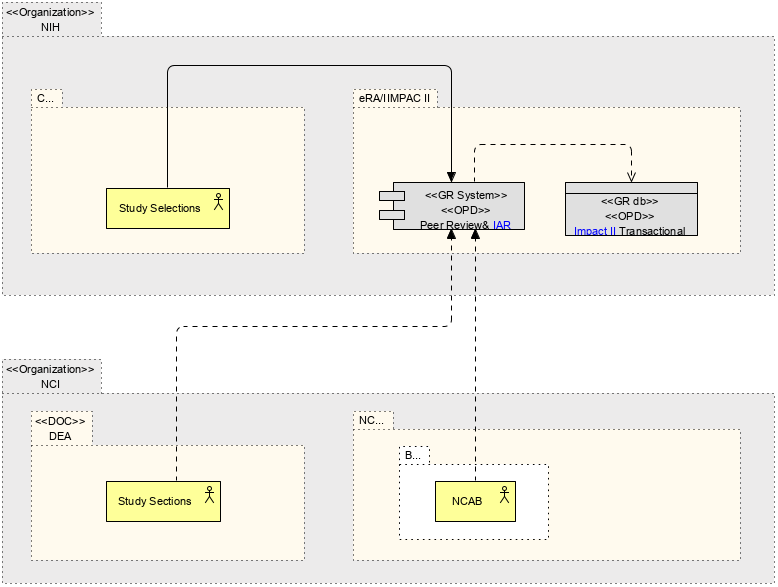 <<Organization>>
NIH
C...
eRA/IIMPAC II
Study Selections
<<GR System>>
<<OPD>>
Peer Review& IAR
<<GR db>>
<<OPD>>
Impact II Transactional
<<Organization>>
NCI
<<DOC>>
DEA
NC...
B...
Study Sections
NCAB